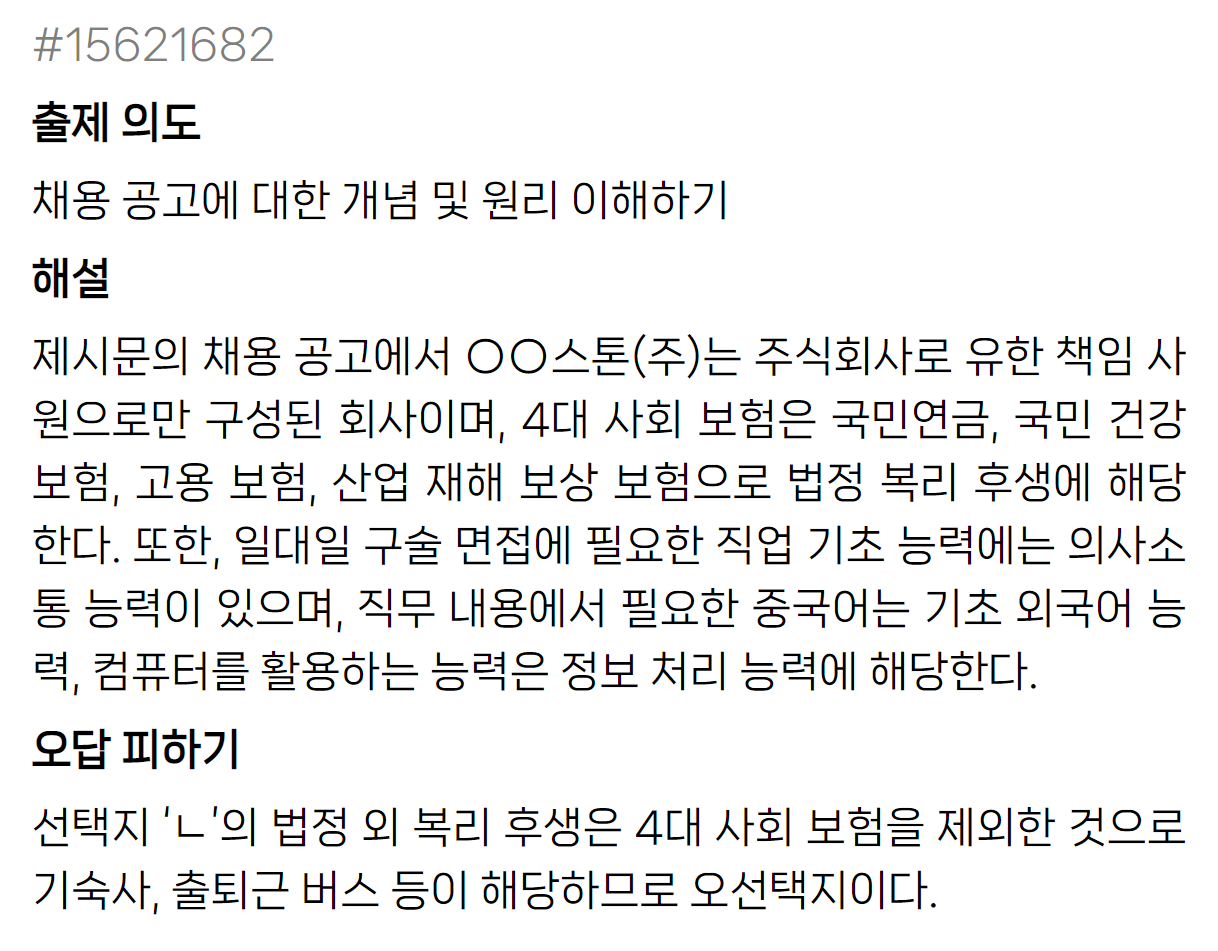 #15621682
출제 의도
채용 공고에 대한 개념 및 원리 이해하기
해설
제시문의 채용 공고에서 ○○스톤(주)는 주식회사로 유한 책임 사
원으로만 구성된 회사이며, 4대 사회 보험은 국민연금, 국민 건강
보험, 고용 보험, 산업 재해 보상 보험으로 법정 복리 후생에 해당
한다. 또한, 일대일 구술 면접에 필요한 직업 기초 능력에는 의사소
통 능력이 있으며, 직무 내용에서 필요한 중국어는 기초 외국어 능
력, 컴퓨터를 활용하는 능력은 정보 처리 능력에 해당한다.
오답 피하기
선택지 'ㄴ'의 법정 외 복리 후생은 4대 사회 보험을 제외한 것으로
기숙사, 출퇴근 버스 등이 해당하므로 오선택지이다.